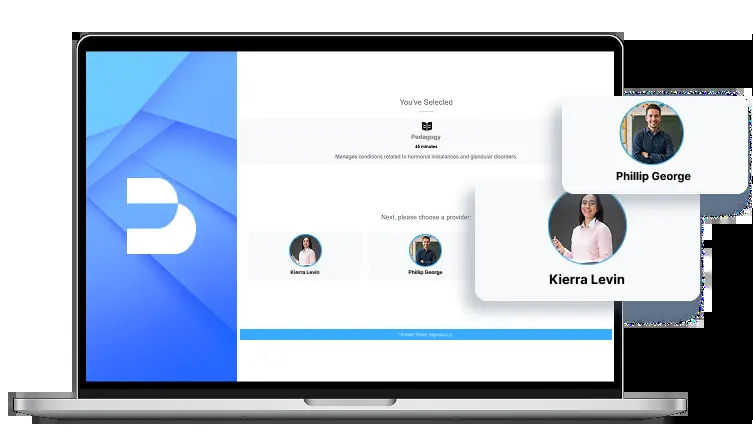 You've Selected
Pedagogy
45 minutes
Manages conditions related to hormonal imbalances and glandular disorders.
Next, please choose a provider:
Kierra Levin
Phillip George
Phillip George
Kierra Levin